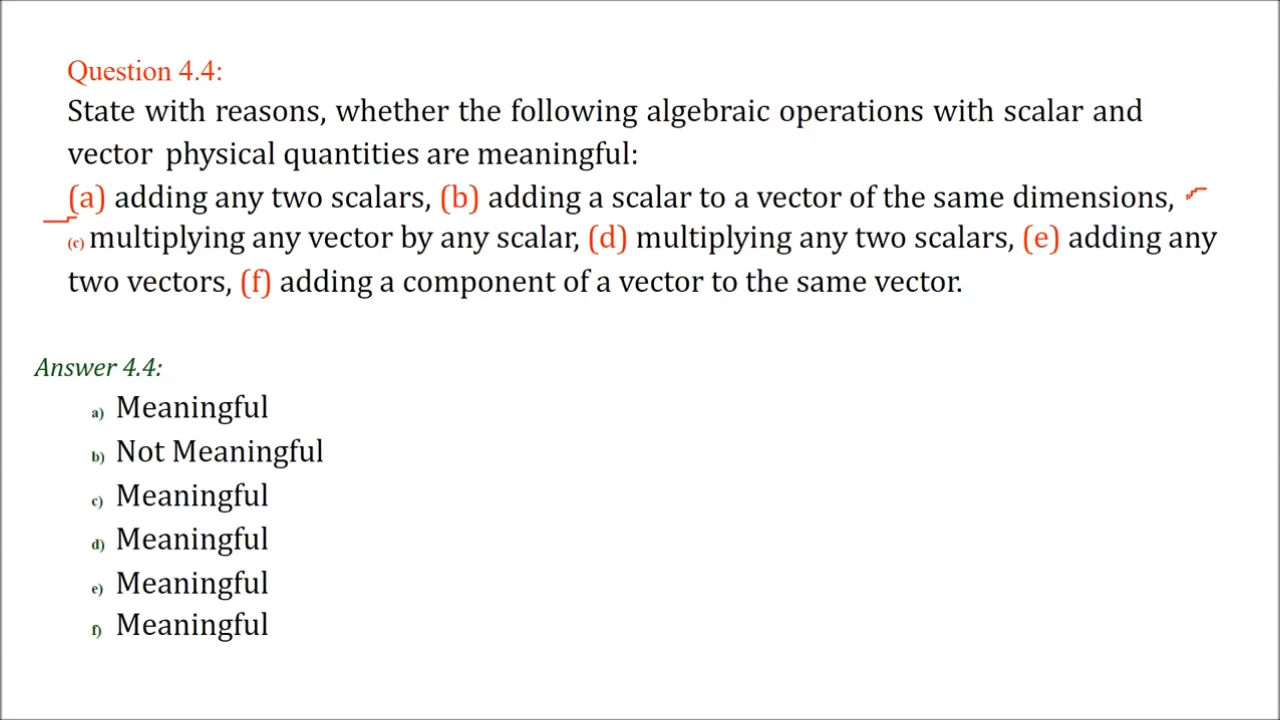 Question 4.4:
State with reasons, whether the following algebraic operations with scalar and
vector physical quantities are meaningful:
(a) adding any two scalars, (b) adding a scalar to a vector of the same dimensions,
(c) multiplying any vector by any scalar, (d) multiplying any two scalars, (e) adding any
two vectors, (f) adding a component of a vector to the same vector.
Answer 4.4:
a) Meaningful
b) Not Meaningful
c) Meaningful
d) Meaningful
e) Meaningful
f) Meaningful